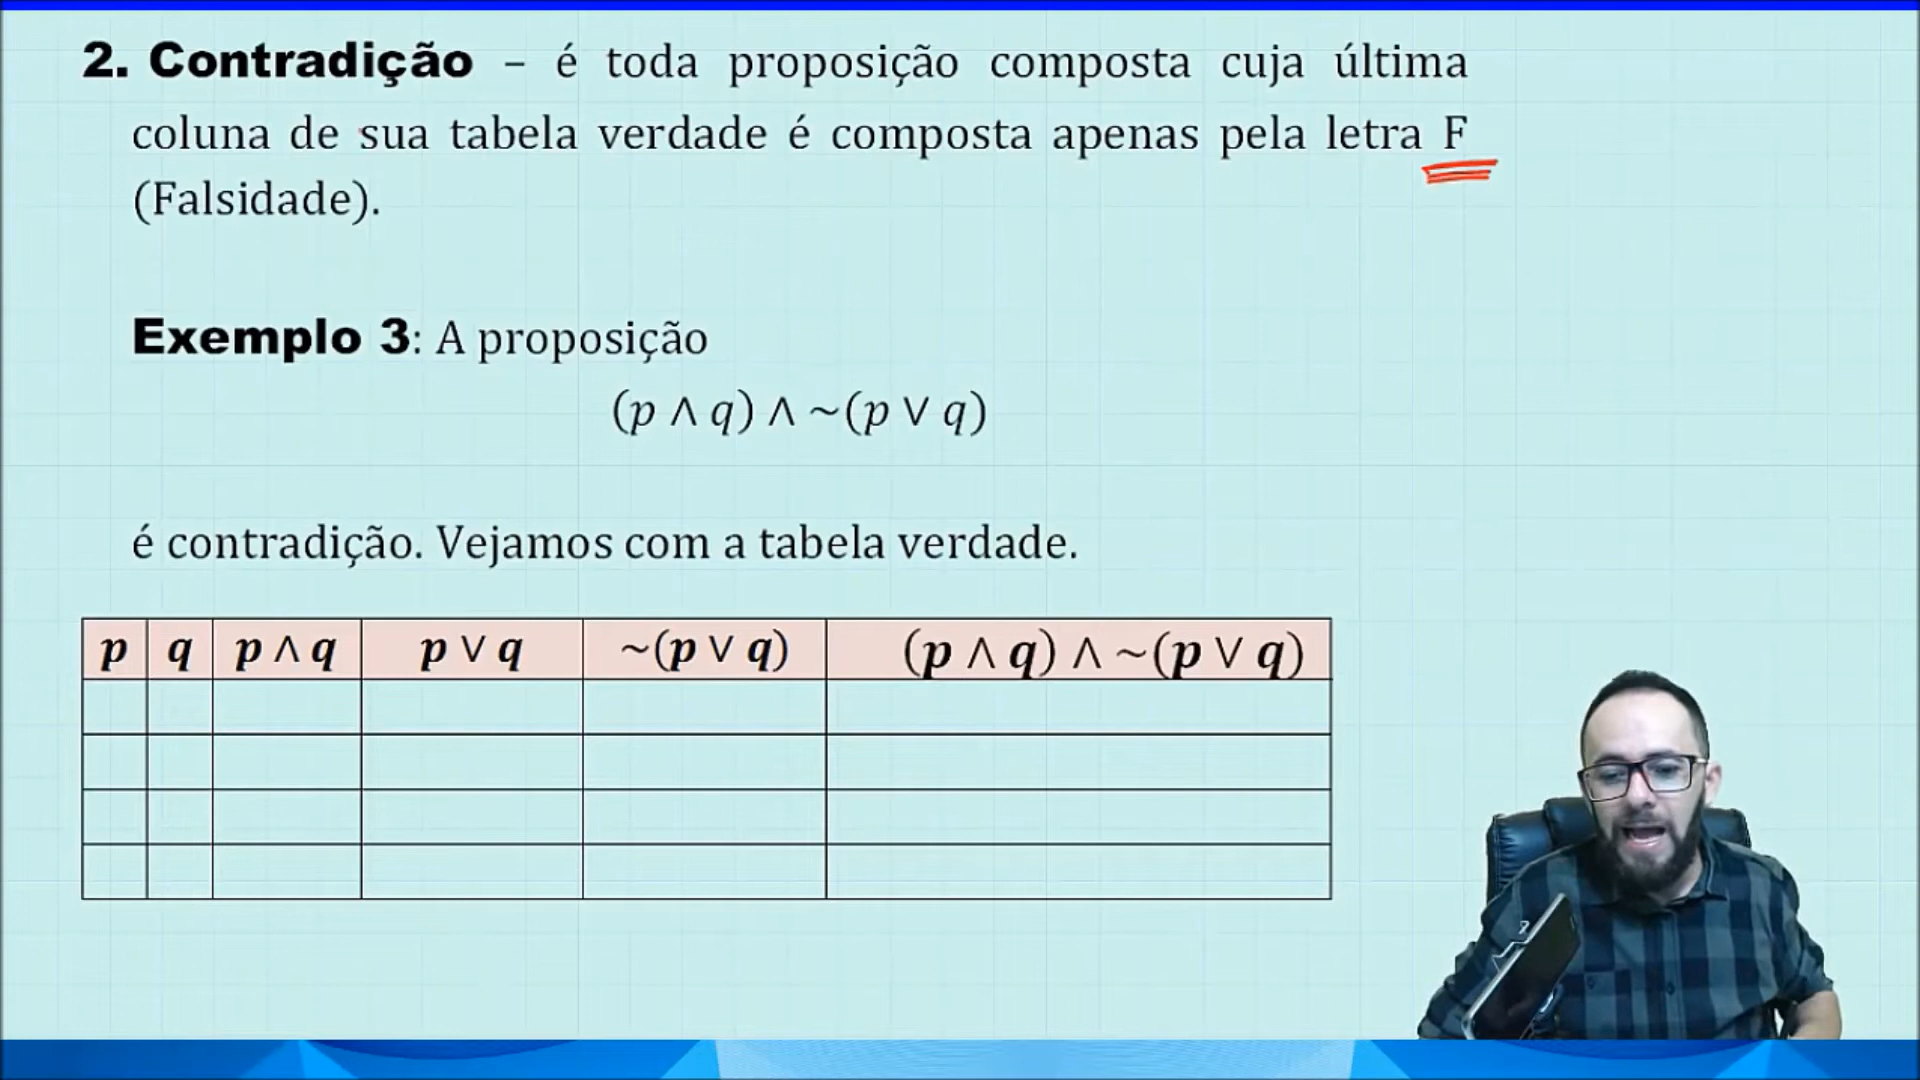 2. Contradição – é toda proposição composta cuja última
coluna de sua tabela verdade é composta apenas pela letra F
(Falsidade).
Exemplo 3: A proposição
(p ∧ q) ∧ ~(p ∨ q)
é contradição. Vejamos com a tabela verdade.
p q p ∧ q p ∨ q ~(p ∨ q) (p ∧ q) ∧ ~(p ∨ q)